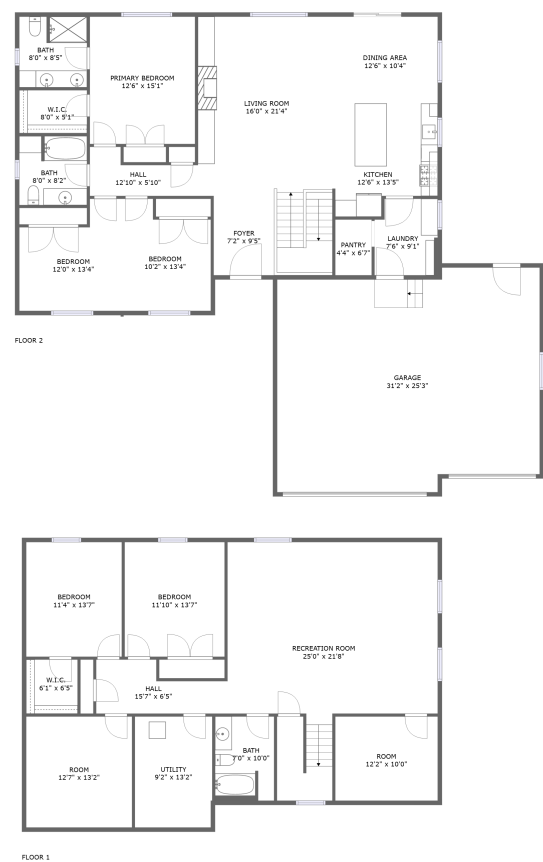 BATH
8'0" x 8'5"
PRIMARY BEDROOM
12'6" x 15'1"
DINING AREA
12'6" x 10'4"
LIVING ROOM
16'0" x 21'4"
W.I.C.
8'0" x 5'1"
BATH
8'0" x 8'2"
HALL
12'10" x 5'10"
KITCHEN
12'6" x 13'5"
FOYER
7'2" x 9'5"
PANTRY
4'4" x 6'7"
LAUNDRY
7'6" x 9'1"
BEDROOM
12'0" x 13'4"
BEDROOM
10'2" x 13'4"
FLOOR 2
GARAGE
31'2" x 25'3"
BEDROOM
11'4" x 13'7"
BEDROOM
11'10" x 13'7"
RECREATION ROOM
25'0" x 21'8"
W.I.C.
6'1" x 6'5"
HALL
15'7" x 6'5"
ROOM
12'7" x 13'2"
UTILITY
9'2" x 13'2"
BATH
7'0" x 10'0"
ROOM
12'2" x 10'0"
FLOOR 1